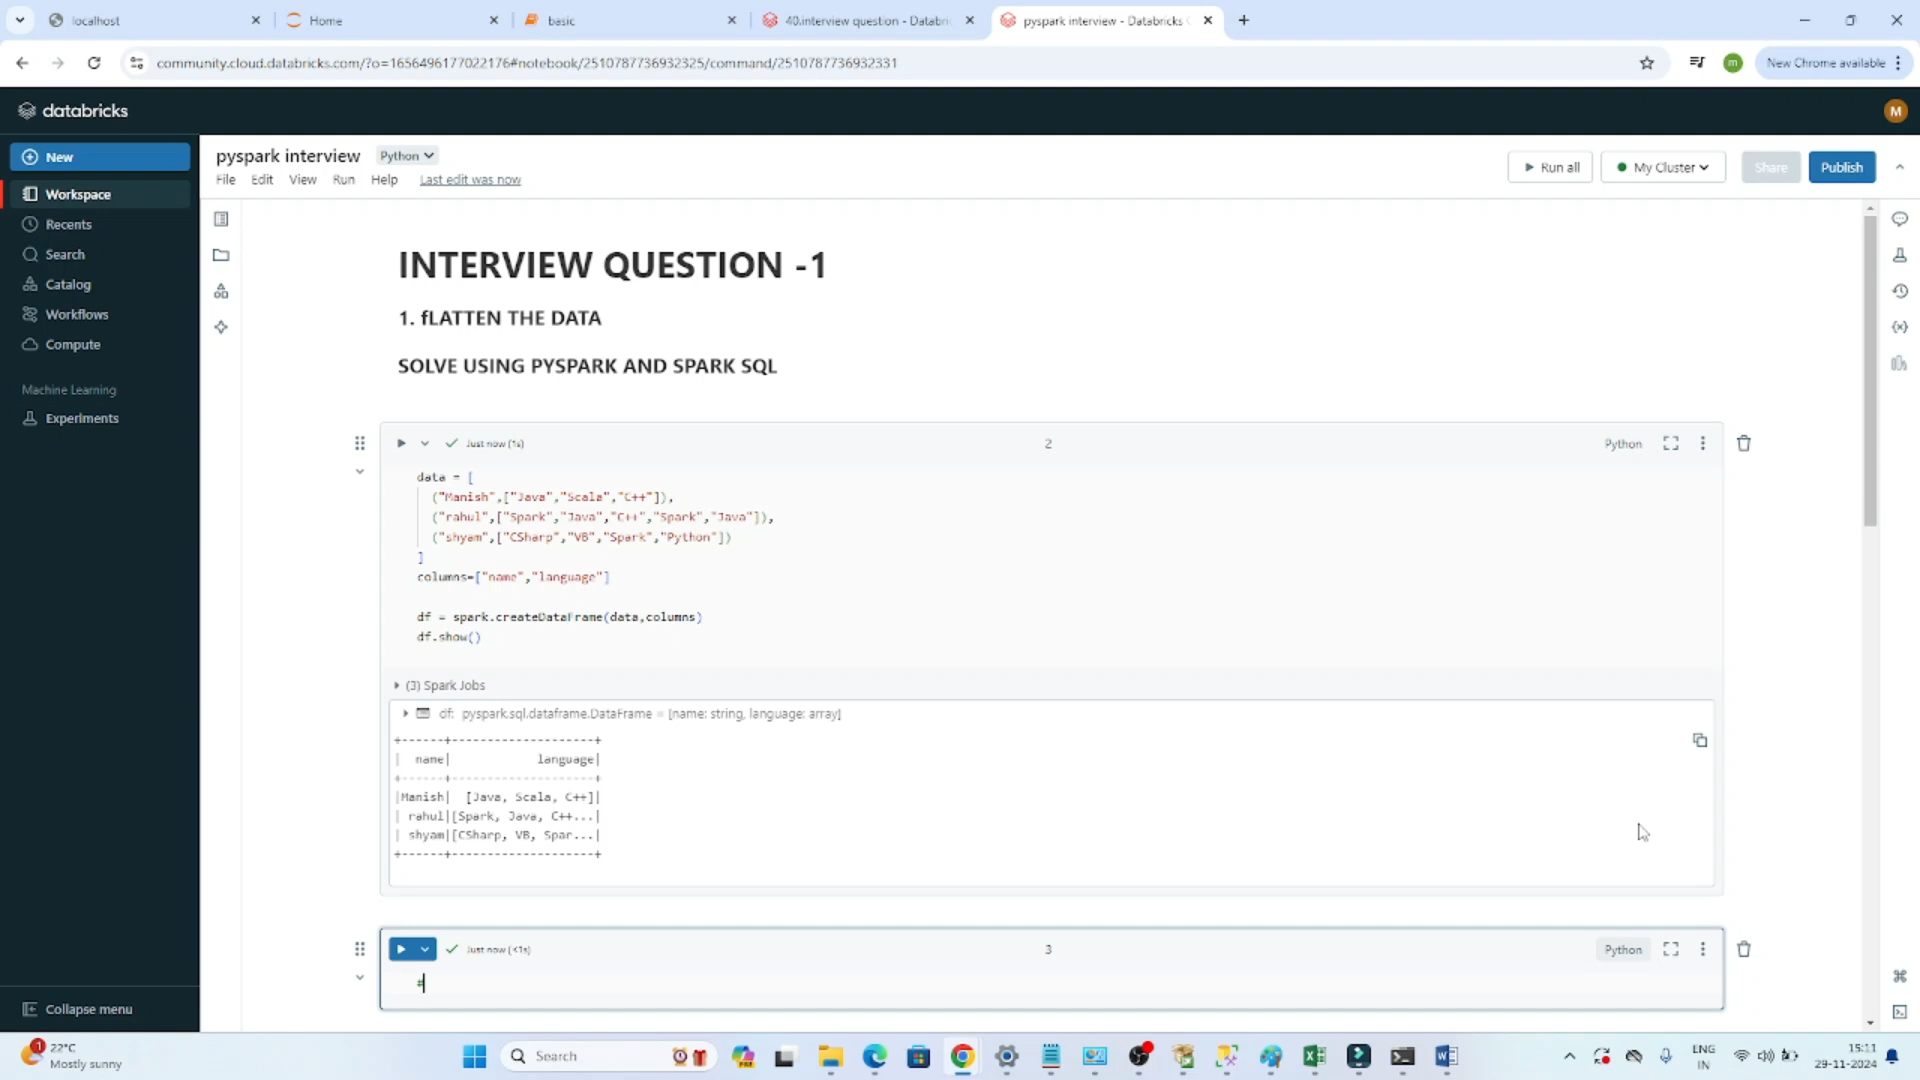 localhost
Home
basic
40.interview question - Databric
pyspark interview - Databricks
community.cloud.databricks.com/?o=1656496177022176#notebook/2510787736932325/command/2510787736932331
m
New Chrome available
databricks
M
New
Workspace
Recents
Search
Catalog
Workflows
Compute
Machine Learning
Experiments
Collapse menu
pyspark interview Python
File Edit View Run Help Last edit was now
Run all
My Cluster
Share
Publish
INTERVIEW QUESTION -1
1. fLATTEN THE DATA
SOLVE USING PYSPARK AND SPARK SQL
Just now (1s)
2
Python
data = [
("Manish",["Java","Scala","C++"]),
("rahul",["Spark","Java","C++","Spark","Java"]),
("shyam",["CSharp","VB","Spark","Python"])
]
columns=["name","language"]
df = spark.createDataFrame(data,columns)
df.show()
(3) Spark Jobs
df: pyspark.sql.dataframe.DataFrame = [name: string, language: array]
+------+-------------------+
| name| language|
+------+-------------------+
|Manish| [Java, Scala, C++]|
| rahul|[Spark, Java, C++...|
| shyam|[CSharp, VB, Spar...|
+------+-------------------+
Just now (<1s)
3
Python
#
1
22°C
Mostly sunny
Search
ENG
IN
15:11
29-11-2024